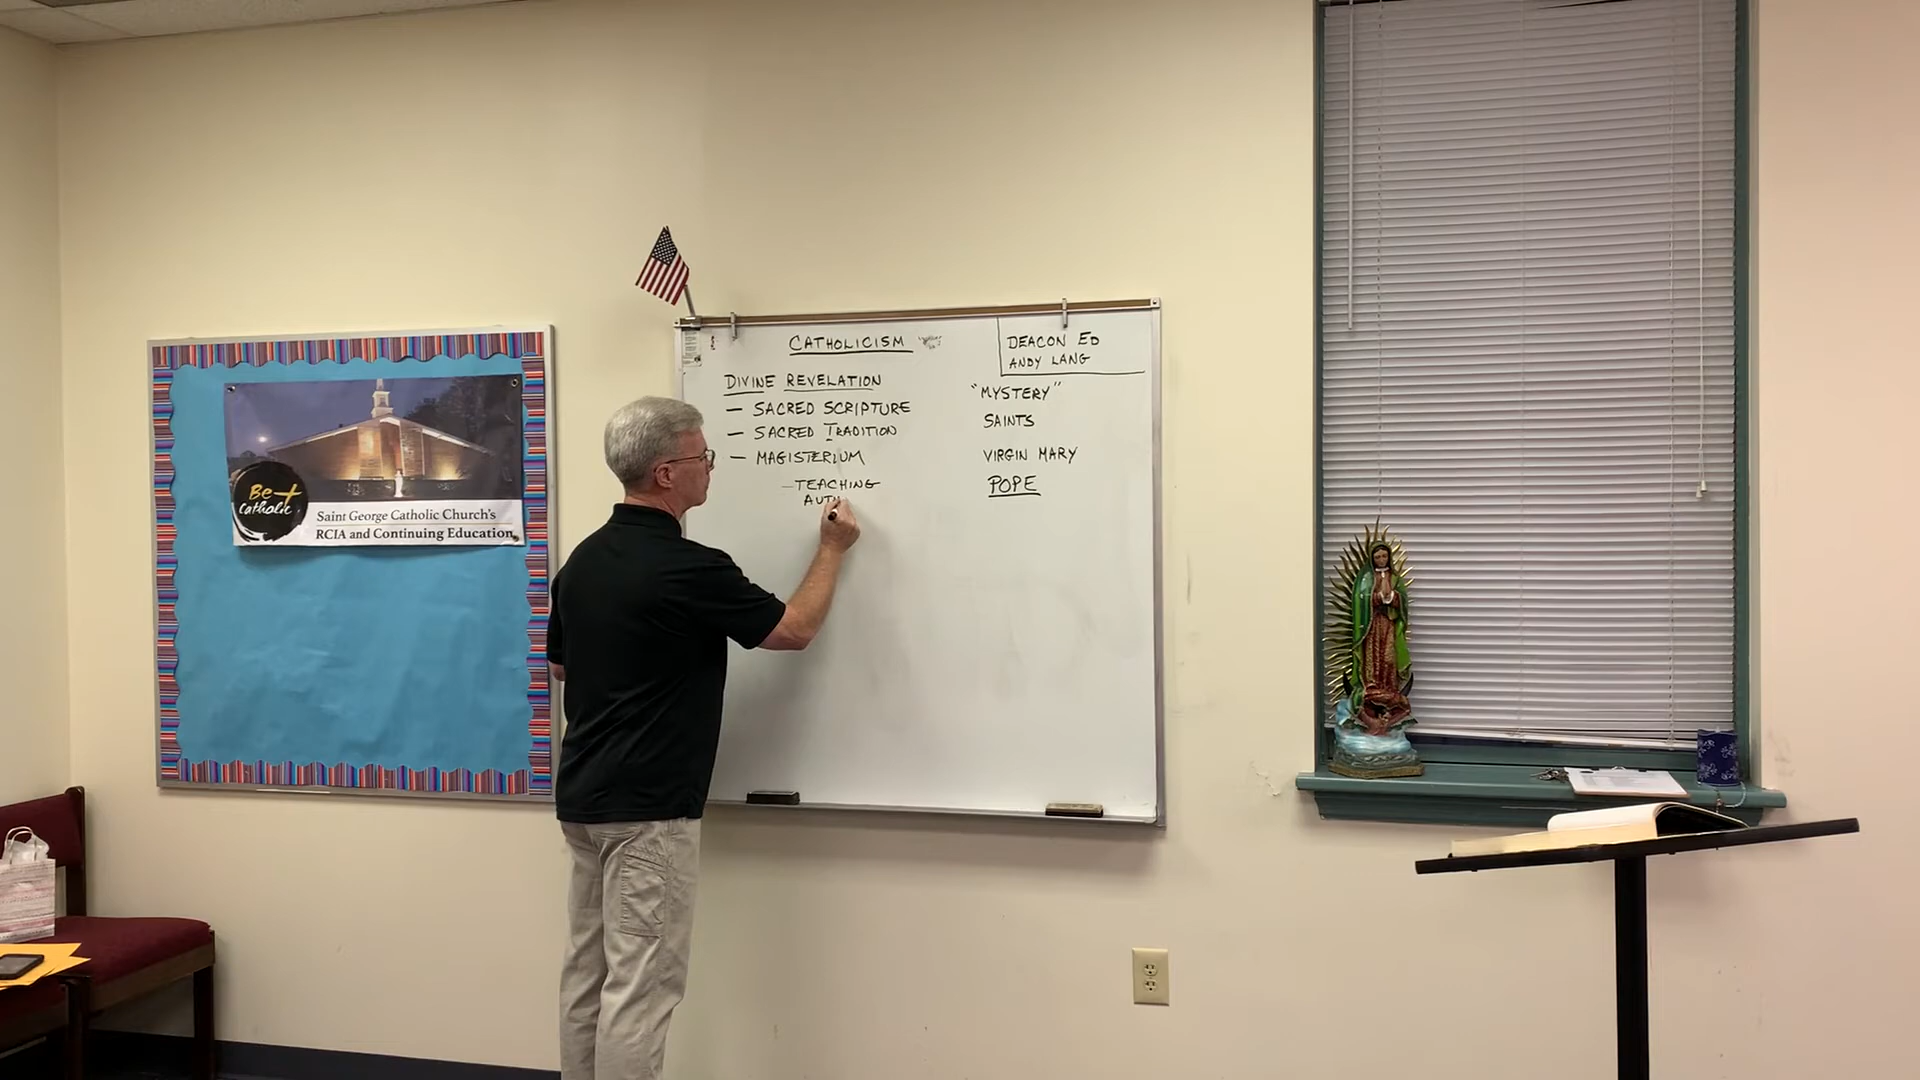 Be
Catholic
Saint George Catholic Church's
RCIA and Continuing Education
CATHOLICISM
DEACON ED
ANDY LANG
DIVINE REVELATION
— SACRED SCRIPTURE
— SACRED TRADITION
— MAGISTERIUM
— TEACHING
"MYSTERY"
SAINTS
VIRGIN MARY
POPE